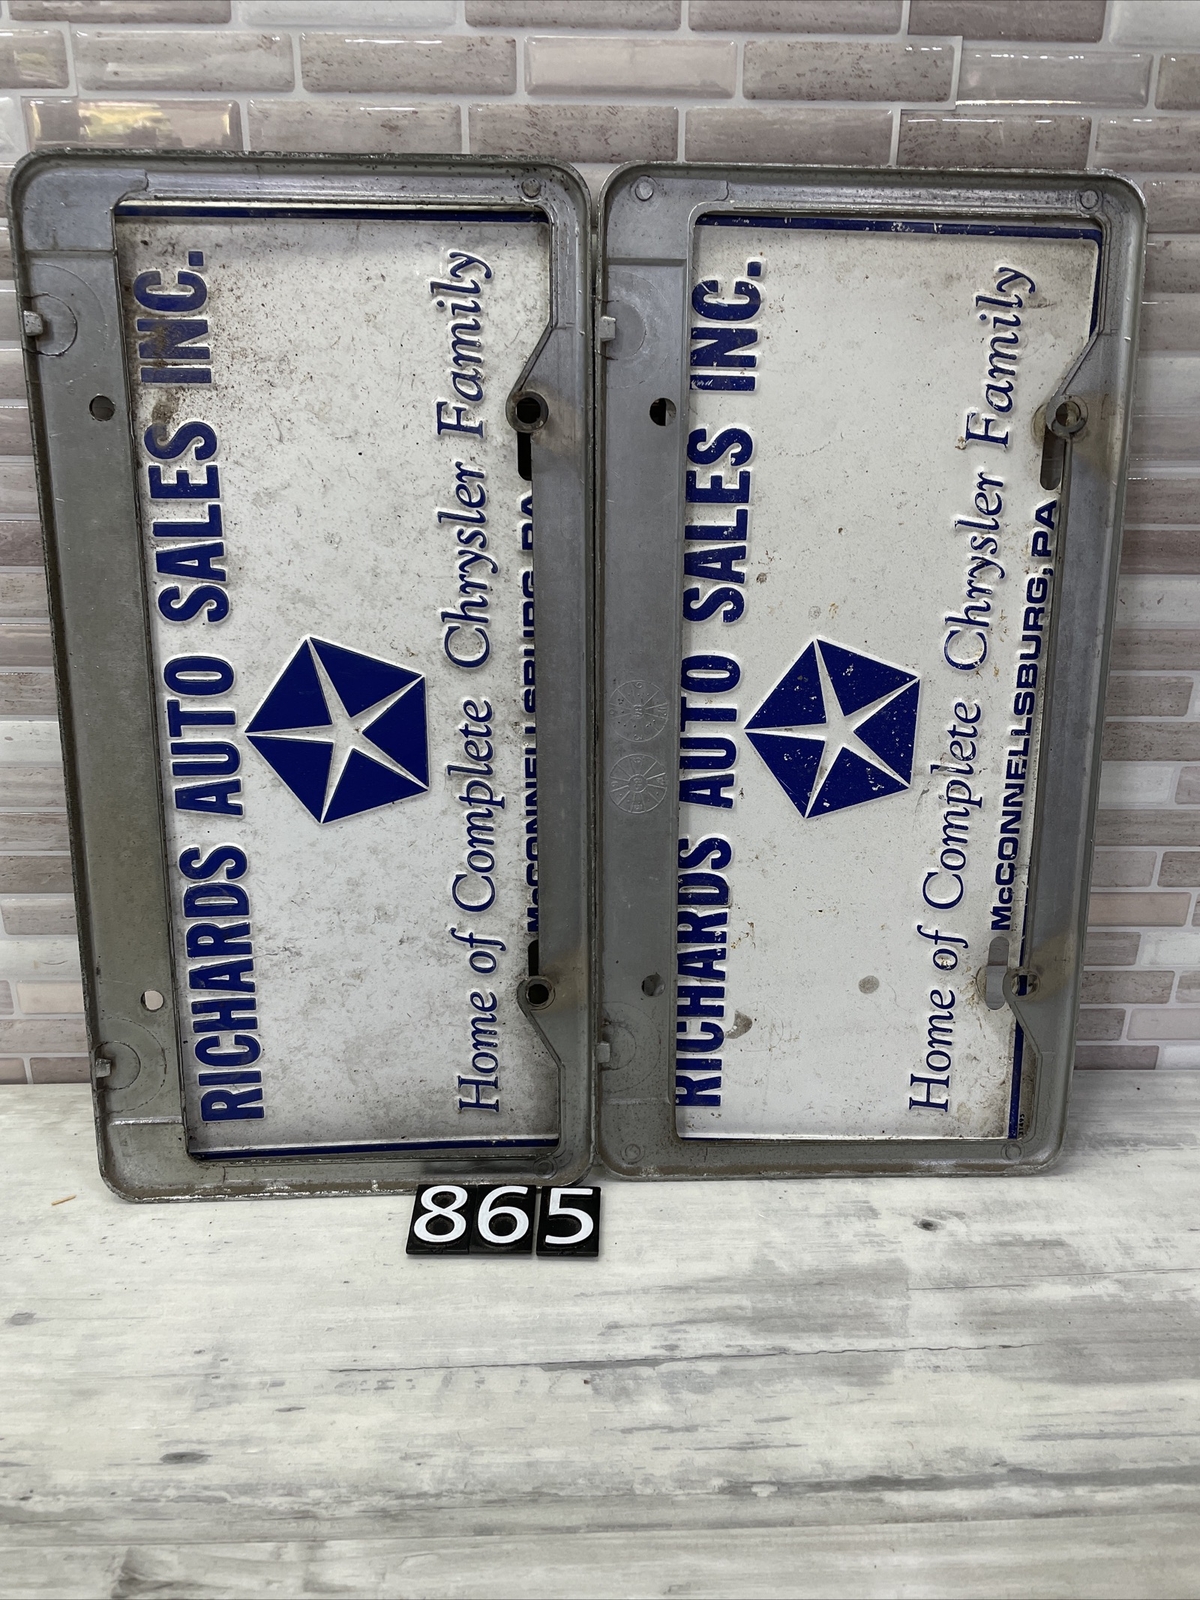 RICHARDS AUTO SALES INC.
Home of Complete Chrysler Family
McCONNELLSBURG, PA
RICHARDS AUTO SALES INC.
Home of Complete Chrysler Family
McCONNELLSBURG, PA
865